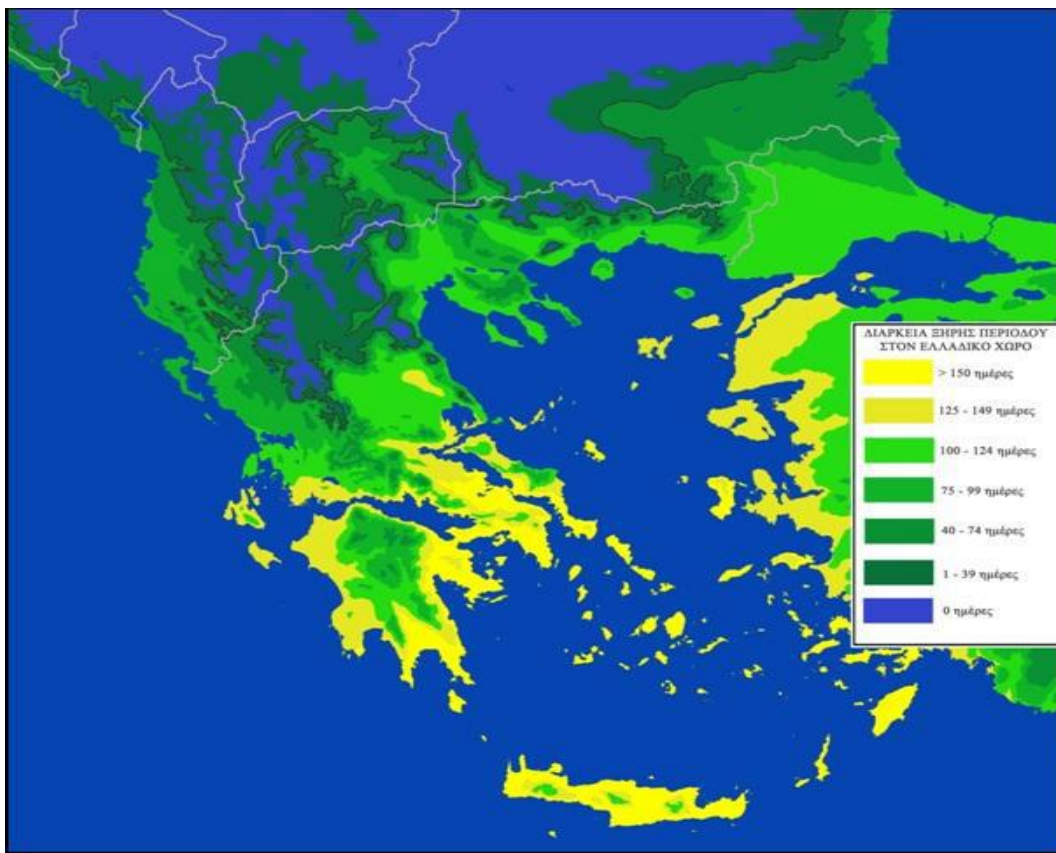 ΔΙΑΡΚΕΙΑ ΞΗΡΗΣ ΠΕΡΙΟΔΟΥ
ΣΤΟΝ ΕΛΛΑΔΙΚΟ ΧΩΡΟ
> 150 ημέρες
125 - 149 ημέρες
100 - 124 ημέρες
75 - 99 ημέρες
40 - 74 ημέρες
1 - 39 ημέρες
0 ημέρες